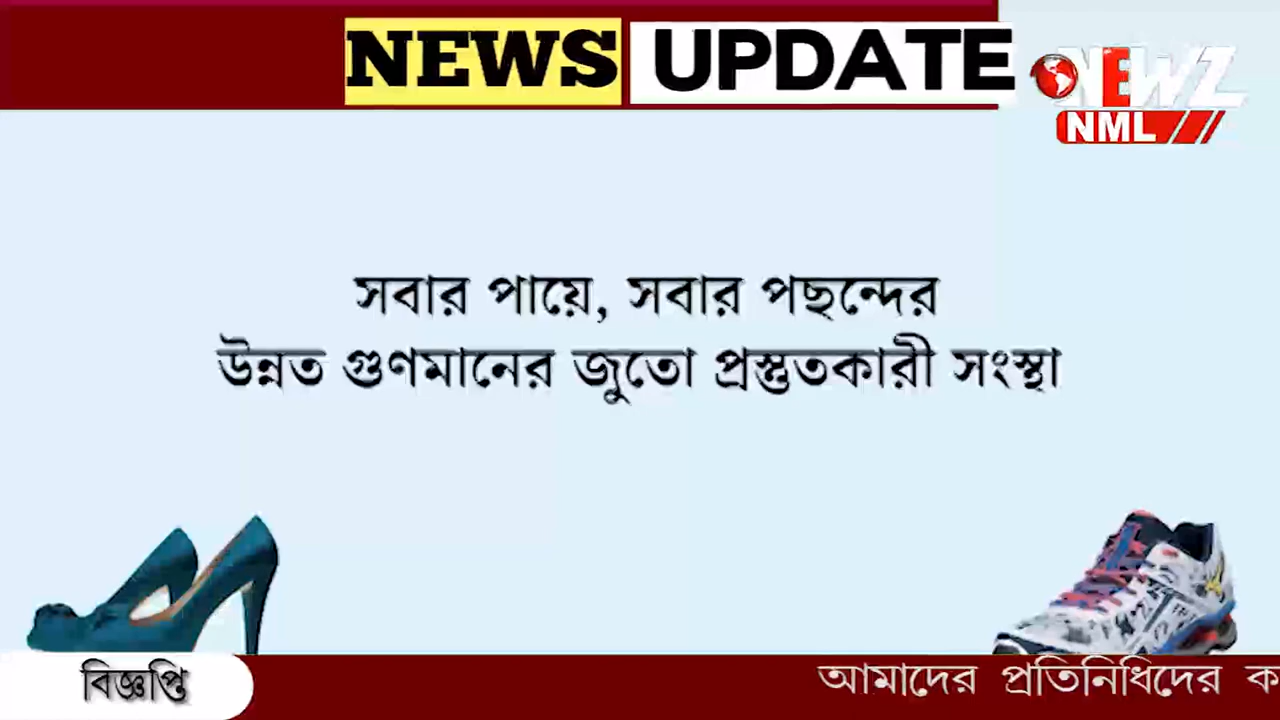 NEWS UPDATE
NEWZ
NML
সবার পায়ে, সবার পছন্দের
উন্নত গুণমানের জুতো প্রস্তুতকারী সংস্থা
বিজ্ঞপ্তি
আমাদের প্রতিনিধিদের ক